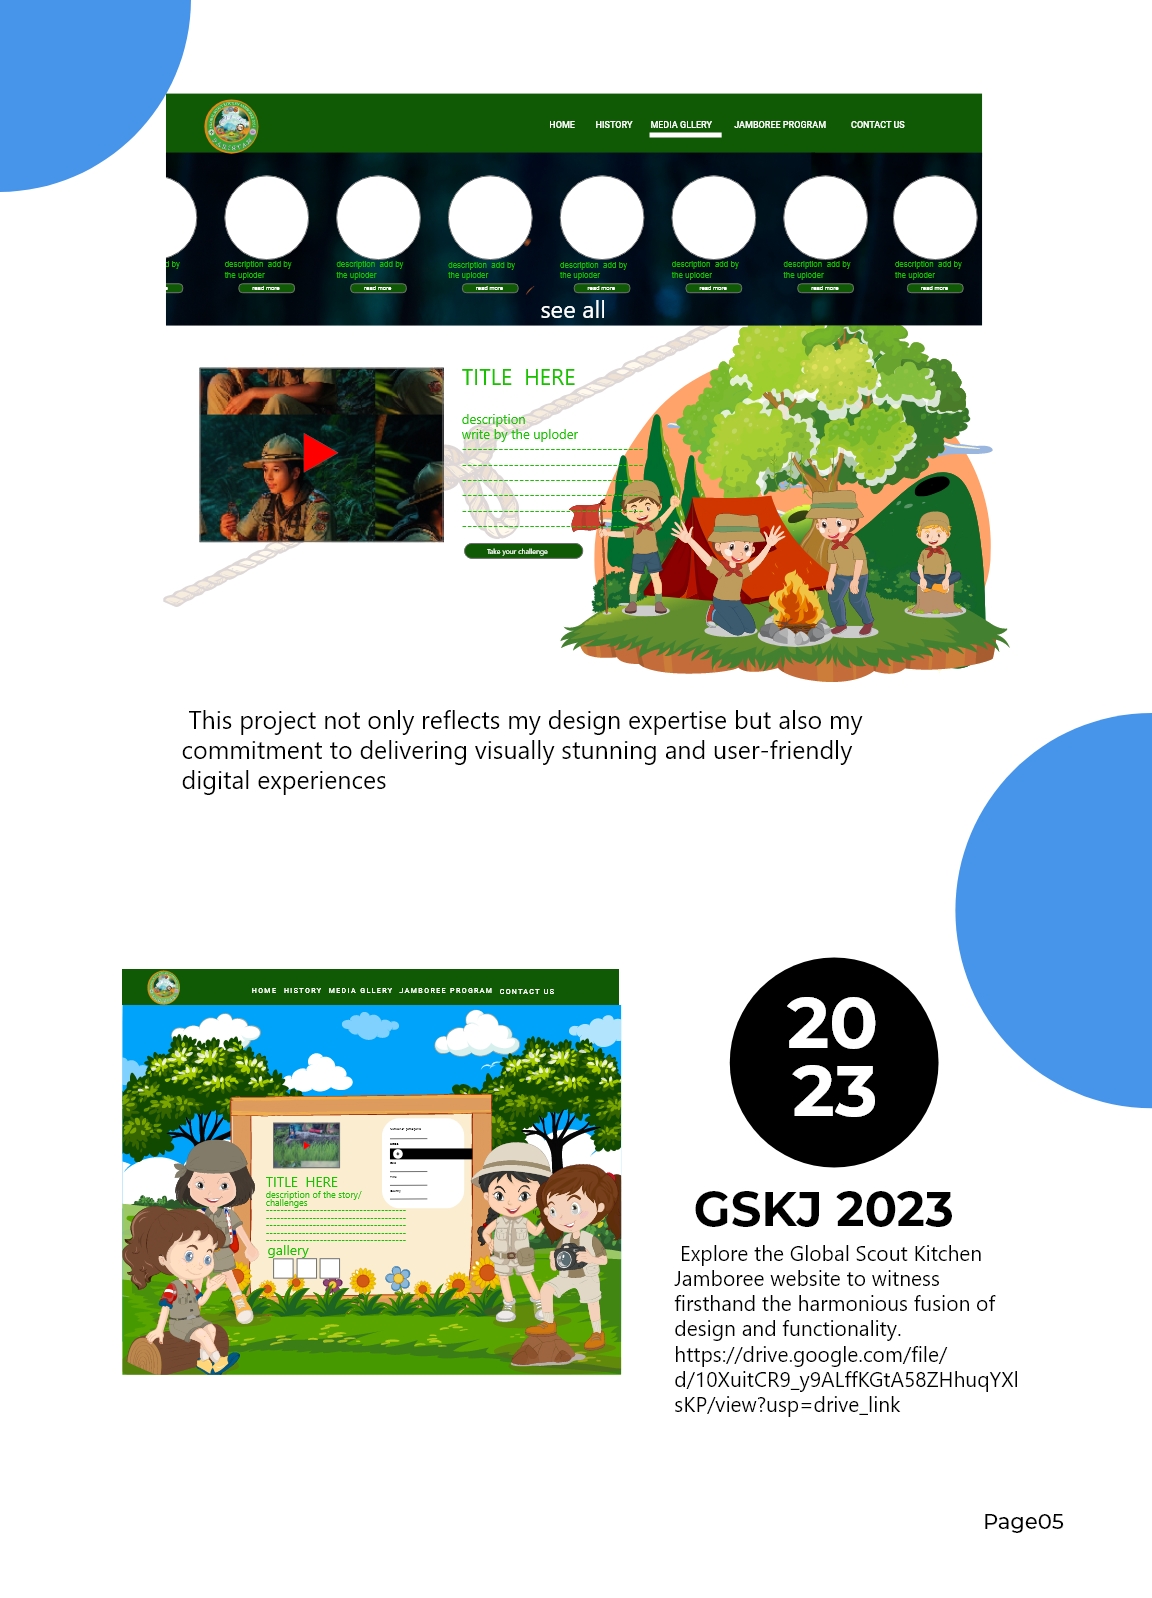 HOME HISTORY MEDIA GLLERY JAMBOREE PROGRAM CONTACT US
d by description add by description add by description add by description add by description add by description add by description add by
the uploder the uploder the uploder the uploder the uploder the uploder the uploder
read more read more read more read more read more read more read more
see all
TITLE HERE
description
write by the uploder
Take your challenge
This project not only reflects my design expertise but also my
commitment to delivering visually stunning and user-friendly
digital experiences
HOME HISTORY MEDIA GLLERY JAMBOREE PROGRAM CONTACT US
TITLE HERE
description of the story/
challenges
gallery
20
23
GSKJ 2023
Explore the Global Scout Kitchen
Jamboree website to witness
firsthand the harmonious fusion of
design and functionality.
https://drive.google.com/file/
d/10XuitCR9_y9ALffKGtA58ZHhuqYXl
sKP/view?usp=drive_link
Page05